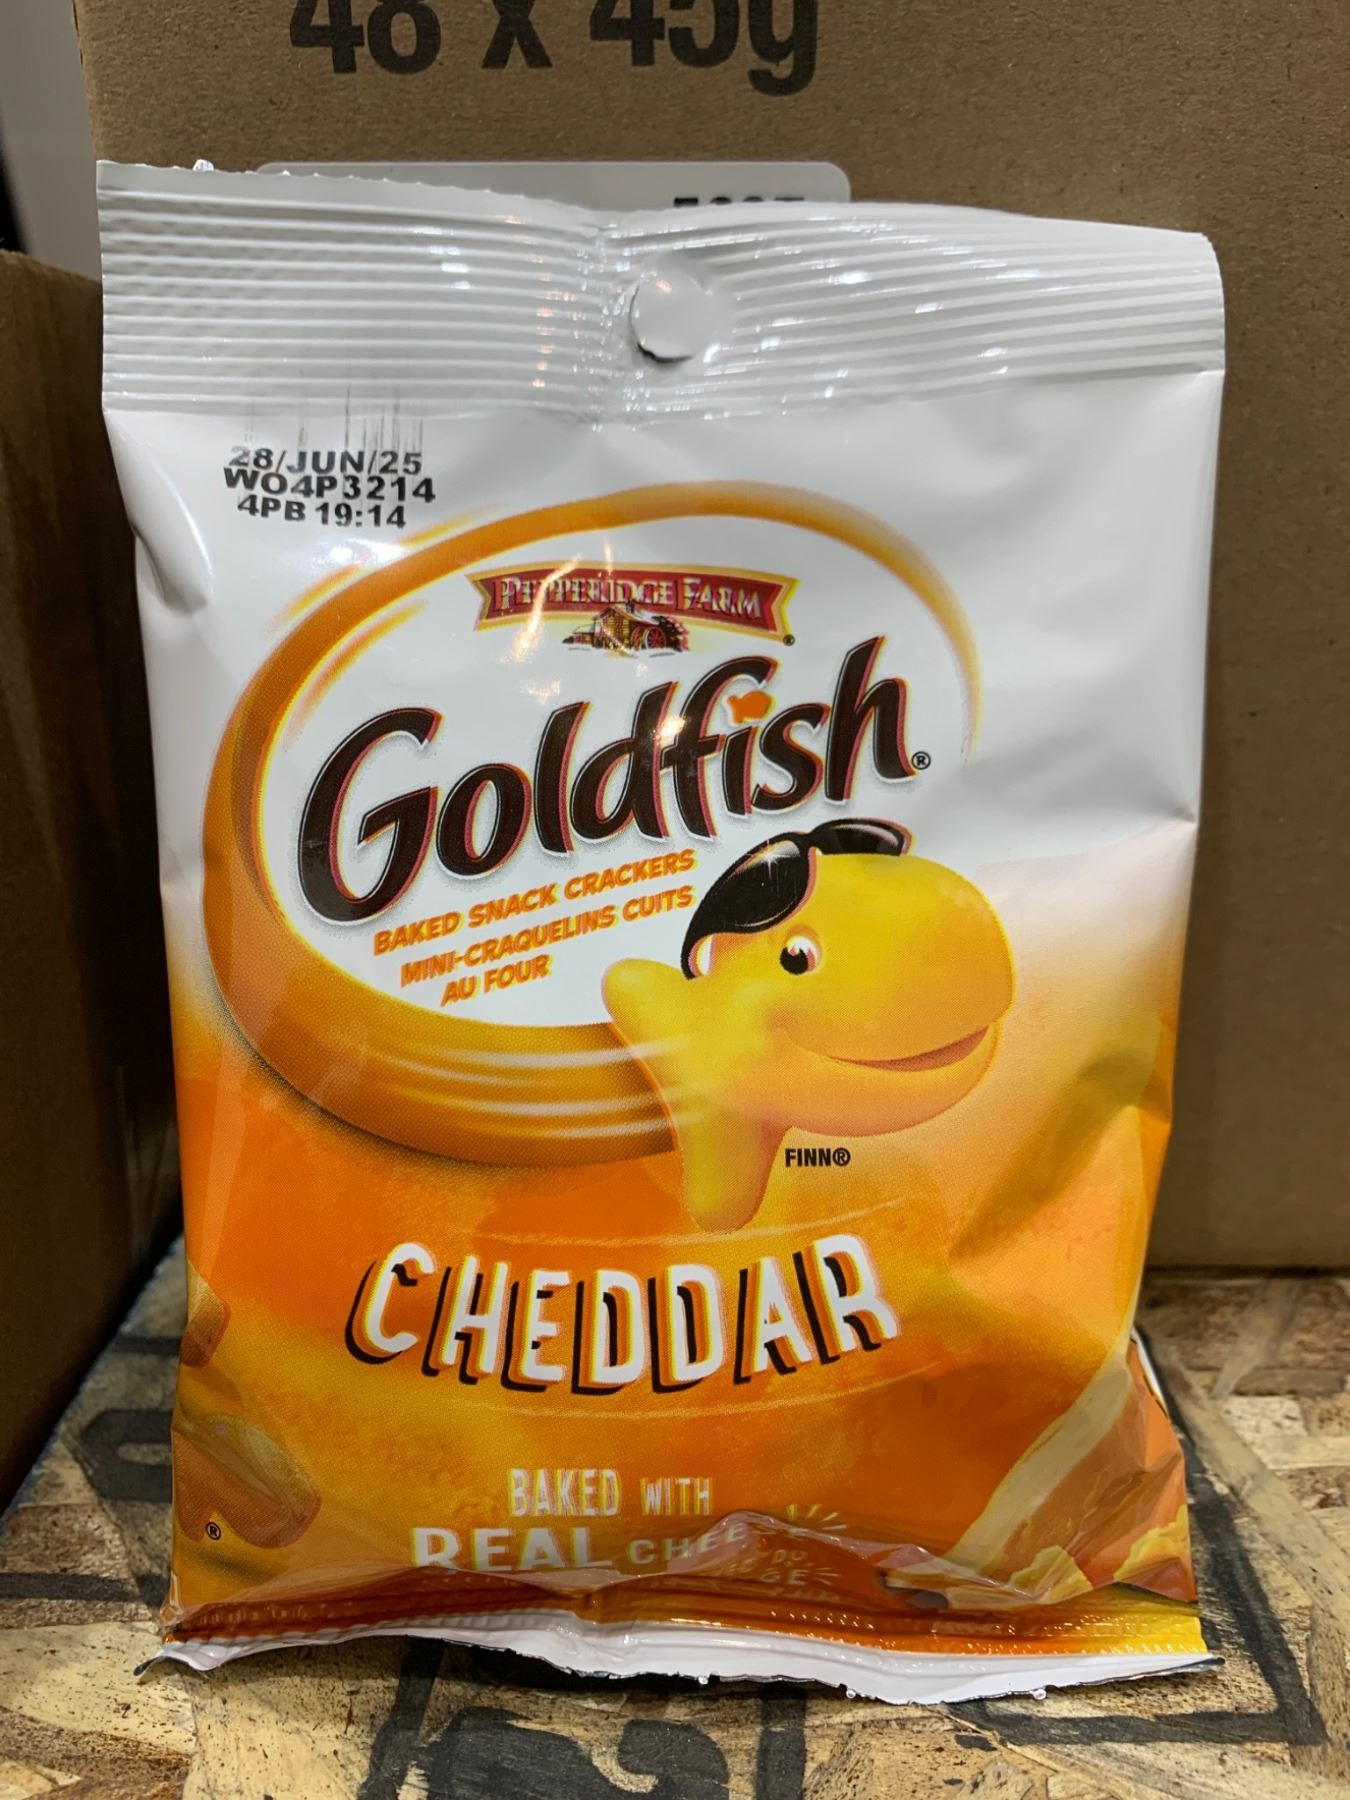 48 x 45g
28/JUN/25
WO4P3214
4PB 19:14
PEPPERIDGE FARM®
Goldfish®
BAKED SNACK CRACKERS
MINI-CRAQUELINS CUITS
AU FOUR
FINN®
CHEDDAR
BAKED WITH
REAL
DU
®